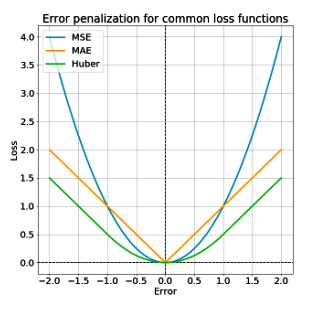 Error penalization for common loss functions
MSE
MAE
Huber
4.0
3.5
3.0
2.5
2.0
1.5
1.0
0.5
0.0
Loss
−2.0 −1.5 −1.0 −0.5 0.0 0.5 1.0 1.5 2.0
Error